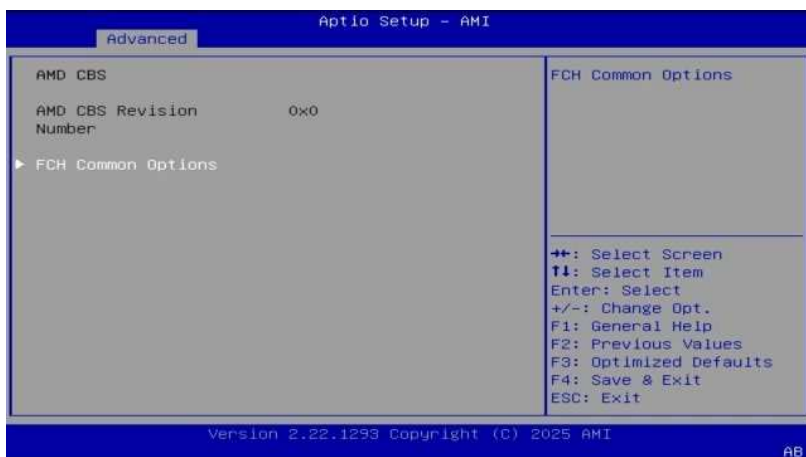 Aptio Setup - AMI
Advanced
AMD CBS
AMD CBS Revision 0x0
Number
FCH Common Options
FCH Common Options
→←: Select Screen
↑↓: Select Item
Enter: Select
+/-: Change Opt.
F1: General Help
F2: Previous Values
F3: Optimized Defaults
F4: Save & Exit
ESC: Exit
Version 2.22.1293 Copyright (C) 2025 AMI
AB